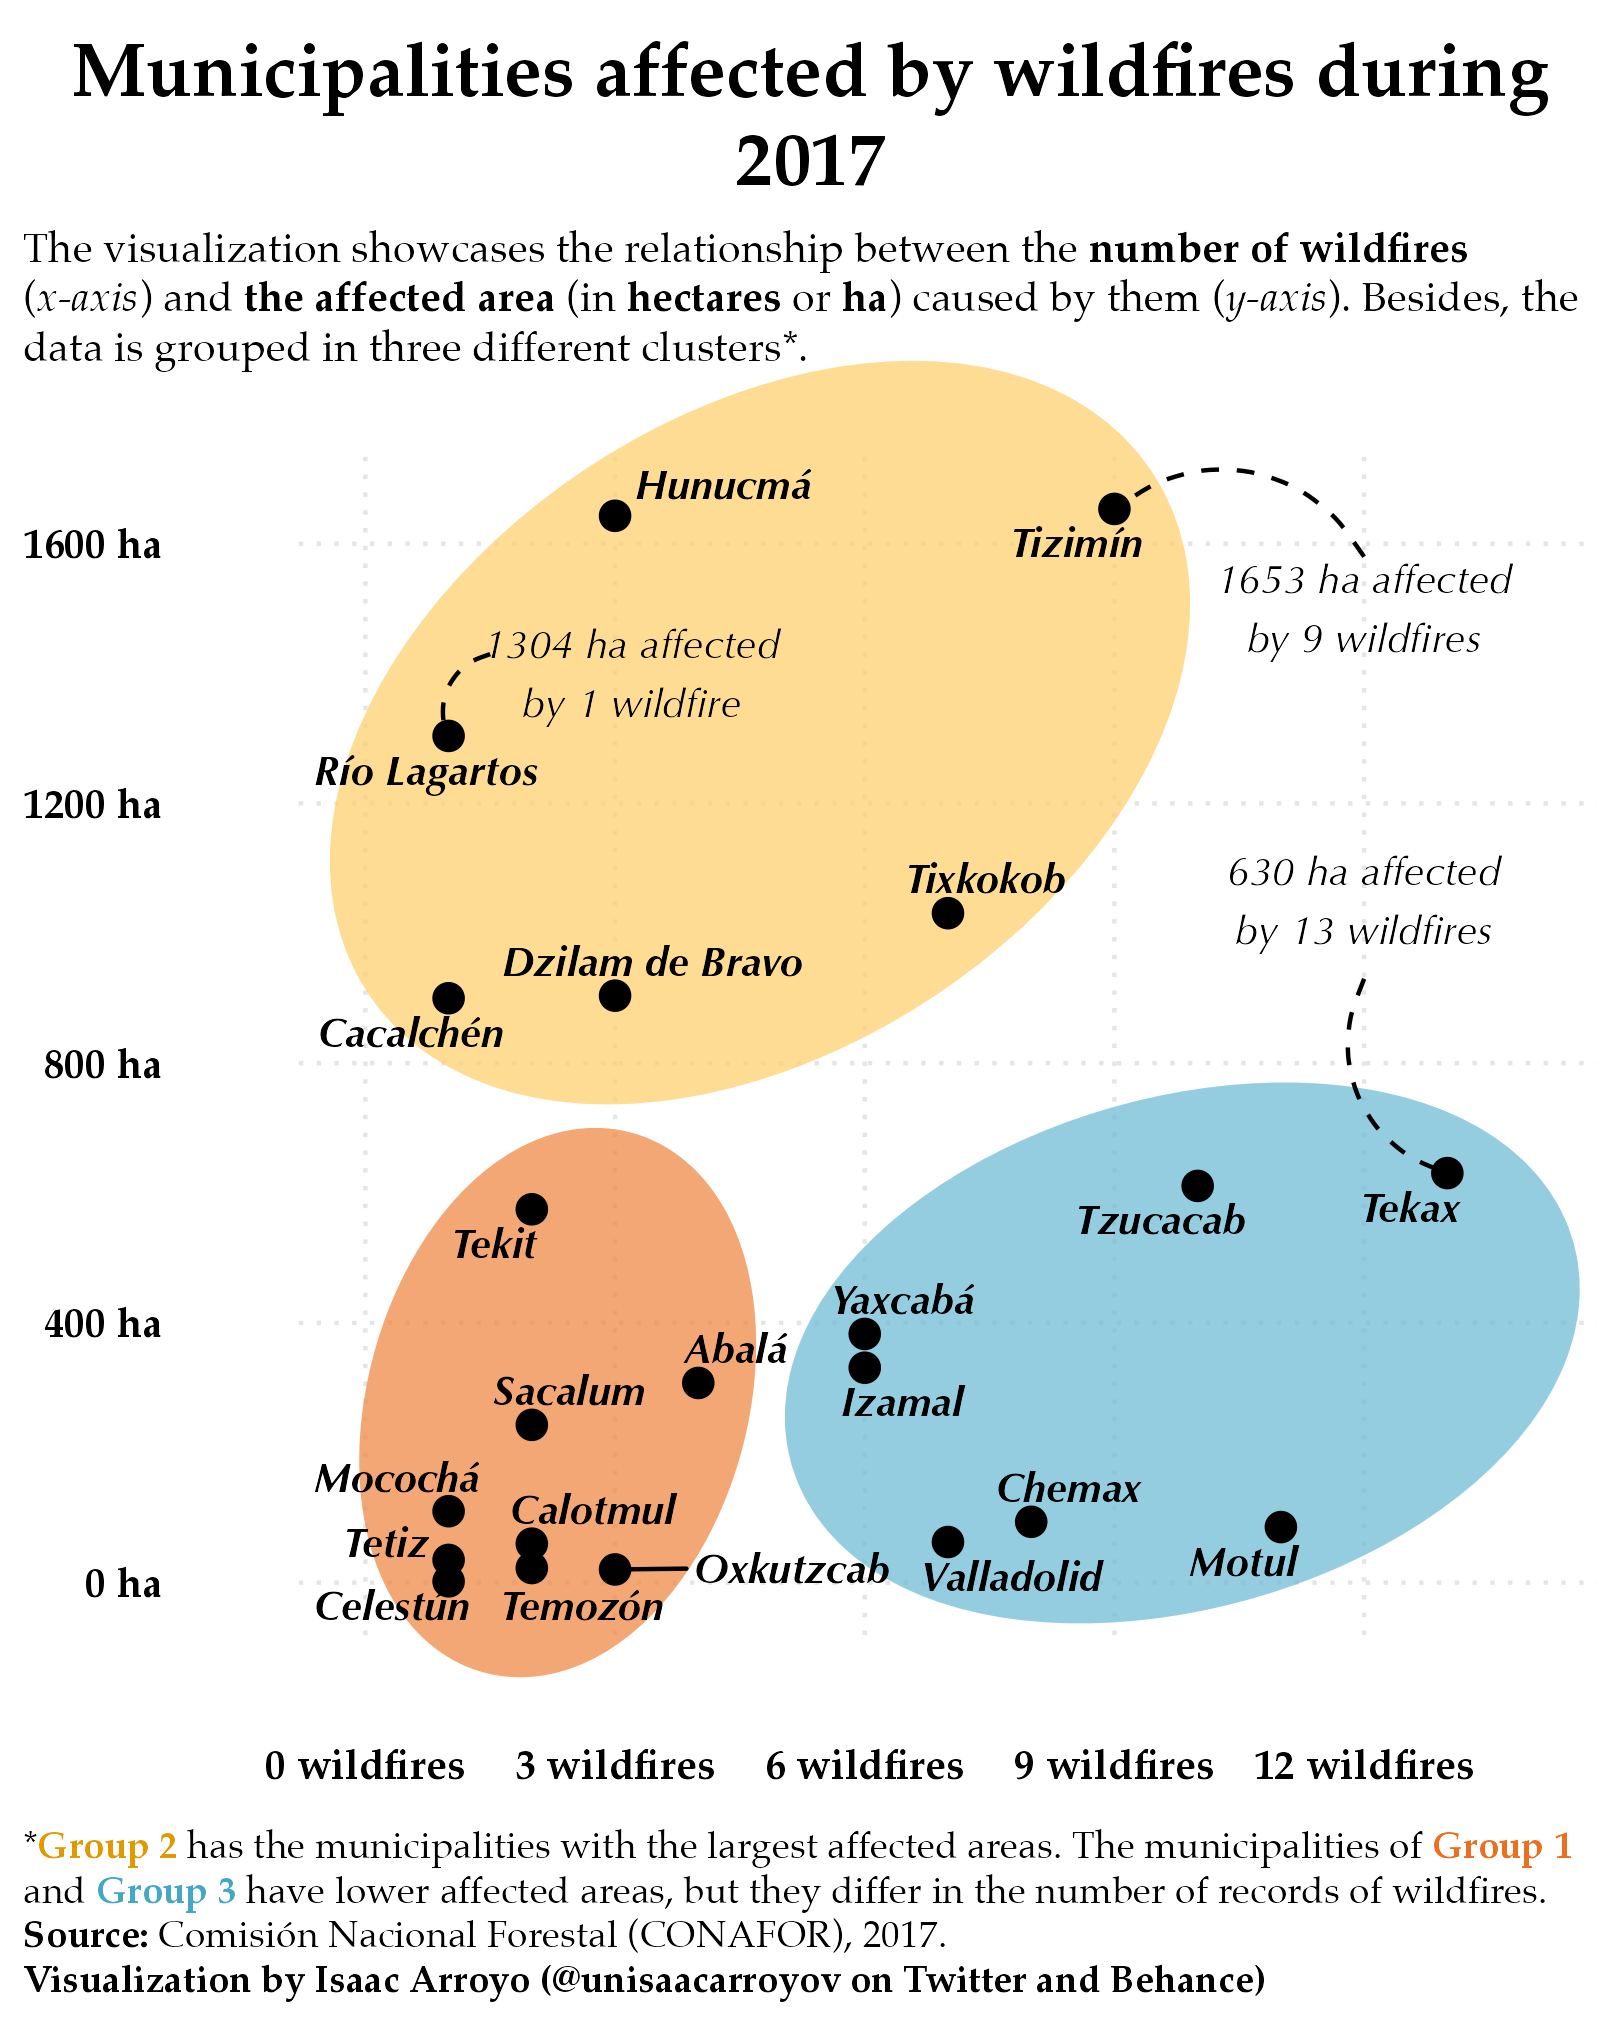 Municipalities affected by wildfires during
2017
The visualization showcases the relationship between the number of wildfires
(x-axis) and the affected area (in hectares or ha) caused by them (y-axis). Besides, the
data is grouped in three different clusters*.
Hunucmá
Tizimín
1600 ha
1653 ha affected
by 9 wildfires
1304 ha affected
by 1 wildfire
Río Lagartos
1200 ha
Tixkokob
630 ha affected
by 13 wildfires
Dzilam de Bravo
Cacalchén
800 ha
Tekax
Tzucacab
Tekit
Yaxcabá
400 ha
Abalá
Sacalum
Izamal
Mocochá
Chemax
Calotmul
Tetiz
Motul
Oxkutzcab
Valladolid
0 ha
Celestún
Temozón
0 wildfires
3 wildfires
6 wildfires
9 wildfires
12 wildfires
*Group 2 has the municipalities with the largest affected areas. The municipalities of Group 1
and Group 3 have lower affected areas, but they differ in the number of records of wildfires.
Source: Comisión Nacional Forestal (CONAFOR), 2017.
Visualization by Isaac Arroyo (@unisaacarroyov on Twitter and Behance)